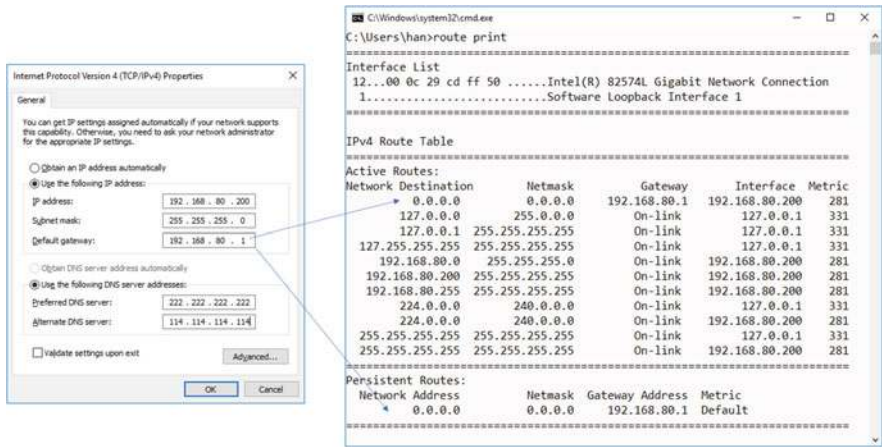 Internet Protocol Version 4 (TCP/IPv4) Properties
General
You can get IP settings assigned automatically if your network supports
this capability. Otherwise, you need to ask your network administrator
for the appropriate IP settings.
Obtain an IP address automatically
Use the following IP address:
IP address: 192 . 168 . 80 . 200
Subnet mask: 255 . 255 . 255 . 0
Default gateway: 192 . 168 . 80 . 1
Obtain DNS server address automatically
Use the following DNS server addresses:
Preferred DNS server: 222 . 222 . 222 . 222
Alternate DNS server: 114 . 114 . 114 . 114
Validate settings upon exit
Advanced...
OK Cancel
C:\Windows\system32\cmd.exe
C:\Users\han>route print
===========================================================================
Interface List
12...00 0c 29 cd ff 50 ......Intel(R) 82574L Gigabit Network Connection
1...........................Software Loopback Interface 1
===========================================================================
IPv4 Route Table
===========================================================================
Active Routes:
Network Destination Netmask Gateway Interface Metric
0.0.0.0 0.0.0.0 192.168.80.1 192.168.80.200 281
127.0.0.0 255.0.0.0 On-link 127.0.0.1 331
127.0.0.1 255.255.255.255 On-link 127.0.0.1 331
127.255.255.255 255.255.255.255 On-link 127.0.0.1 331
192.168.80.0 255.255.255.0 On-link 192.168.80.200 281
192.168.80.200 255.255.255.255 On-link 192.168.80.200 281
192.168.80.255 255.255.255.255 On-link 192.168.80.200 281
224.0.0.0 240.0.0.0 On-link 127.0.0.1 331
224.0.0.0 240.0.0.0 On-link 192.168.80.200 281
255.255.255.255 255.255.255.255 On-link 127.0.0.1 331
255.255.255.255 255.255.255.255 On-link 192.168.80.200 281
===========================================================================
Persistent Routes:
Network Address Netmask Gateway Address Metric
0.0.0.0 0.0.0.0 192.168.80.1 Default
===========================================================================